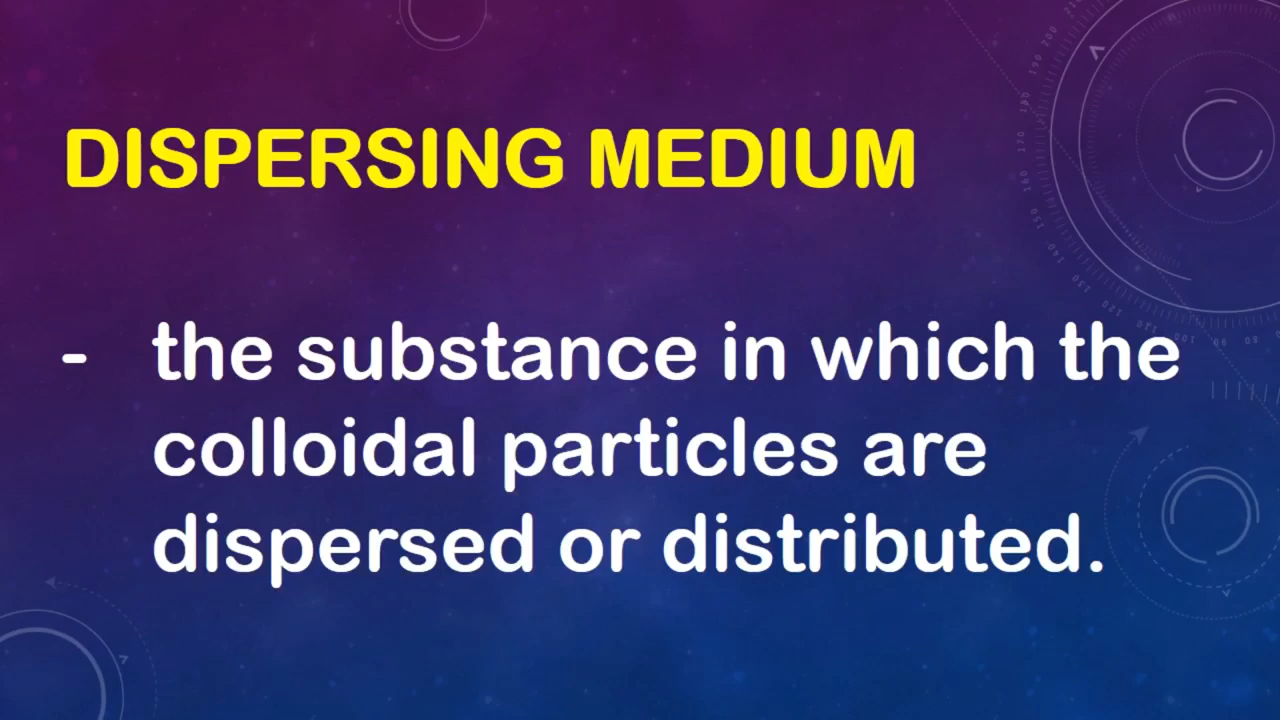 DISPERSING MEDIUM
- the substance in which the
colloidal particles are
dispersed or distributed.